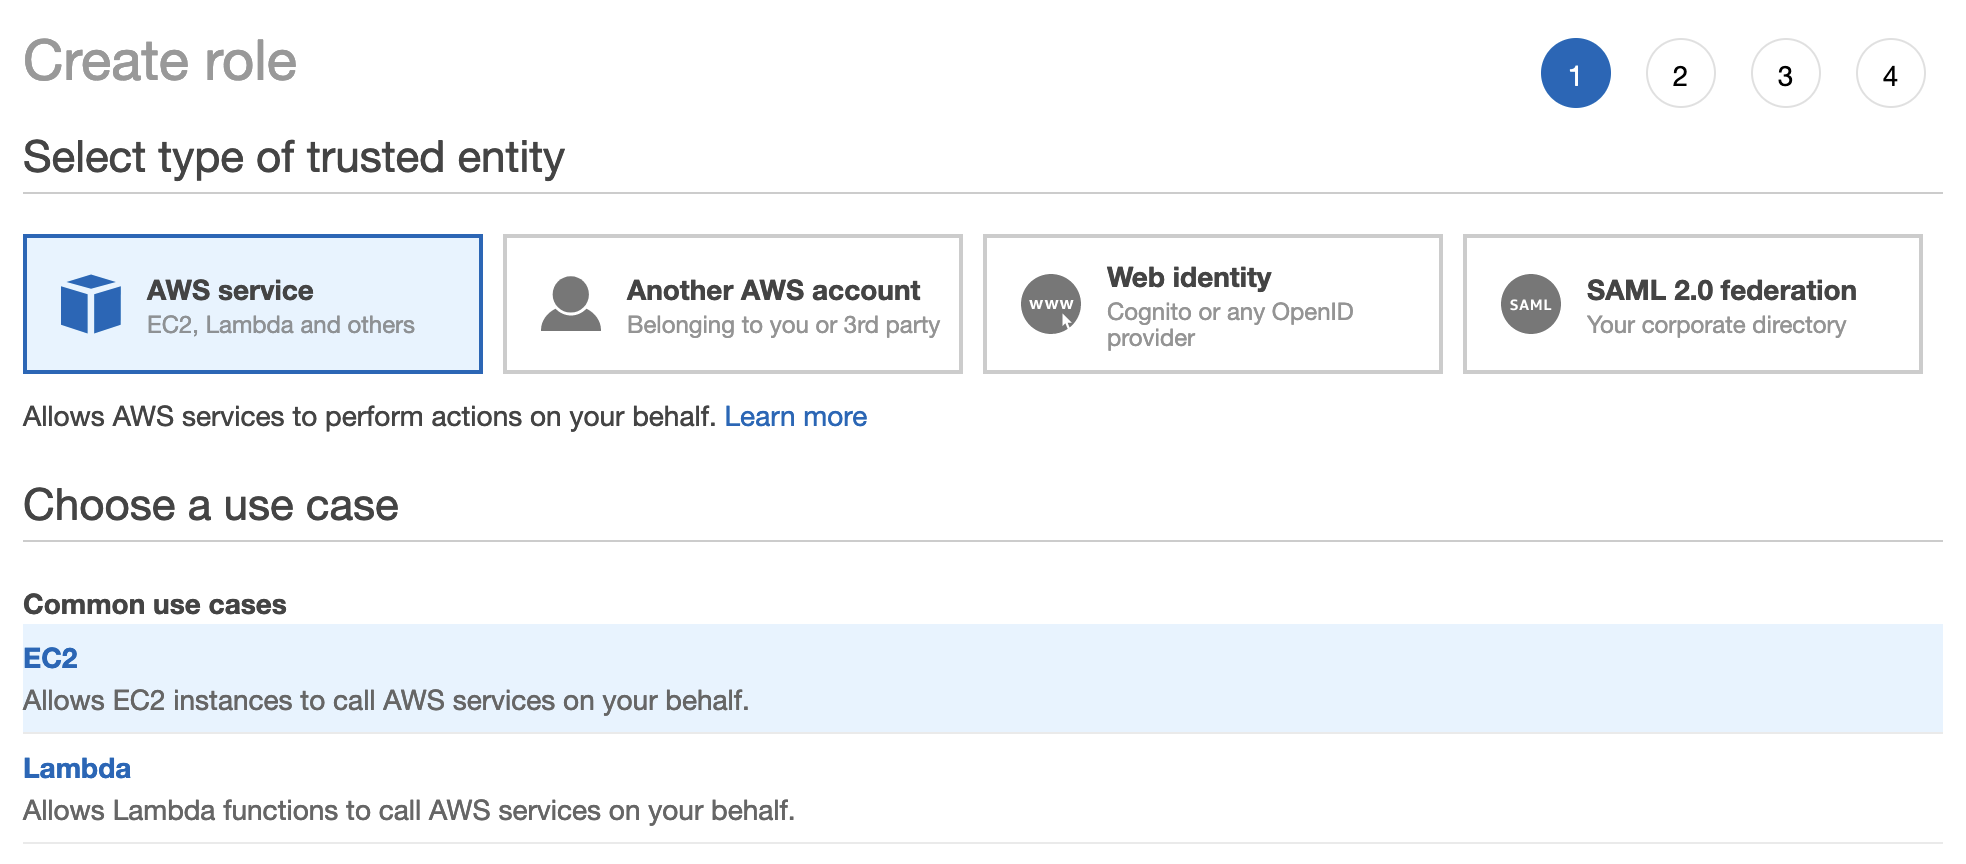 Create role
1 2 3 4
Select type of trusted entity
AWS service
EC2, Lambda and others
Another AWS account
Belonging to you or 3rd party
www
Web identity
Cognito or any OpenID
provider
SAML
SAML 2.0 federation
Your corporate directory
Allows AWS services to perform actions on your behalf. Learn more
Choose a use case
Common use cases
EC2
Allows EC2 instances to call AWS services on your behalf.
Lambda
Allows Lambda functions to call AWS services on your behalf.